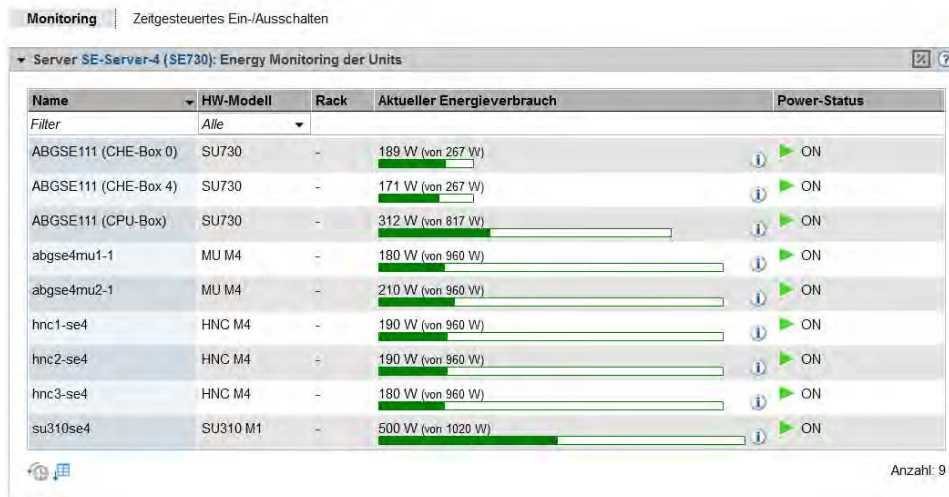 Monitoring Zeitgesteuertes Ein-/Ausschalten
Server SE-Server-4 (SE730): Energy Monitoring der Units
Name HW-Modell Rack Aktueller Energieverbrauch Power-Status
Filter Alle
ABGSE111 (CHE-Box 0) SU730 - 189 W (von 267 W) ON
ABGSE111 (CHE-Box 4) SU730 - 171 W (von 267 W) ON
ABGSE111 (CPU-Box) SU730 - 312 W (von 817 W) ON
abgse4mu1-1 MU M4 - 180 W (von 960 W) ON
abgse4mu2-1 MU M4 - 210 W (von 960 W) ON
hnc1-se4 HNC M4 - 190 W (von 960 W) ON
hnc2-se4 HNC M4 - 190 W (von 960 W) ON
hnc3-se4 HNC M4 - 180 W (von 960 W) ON
su310se4 SU310 M1 - 500 W (von 1020 W) ON
Anzahl: 9